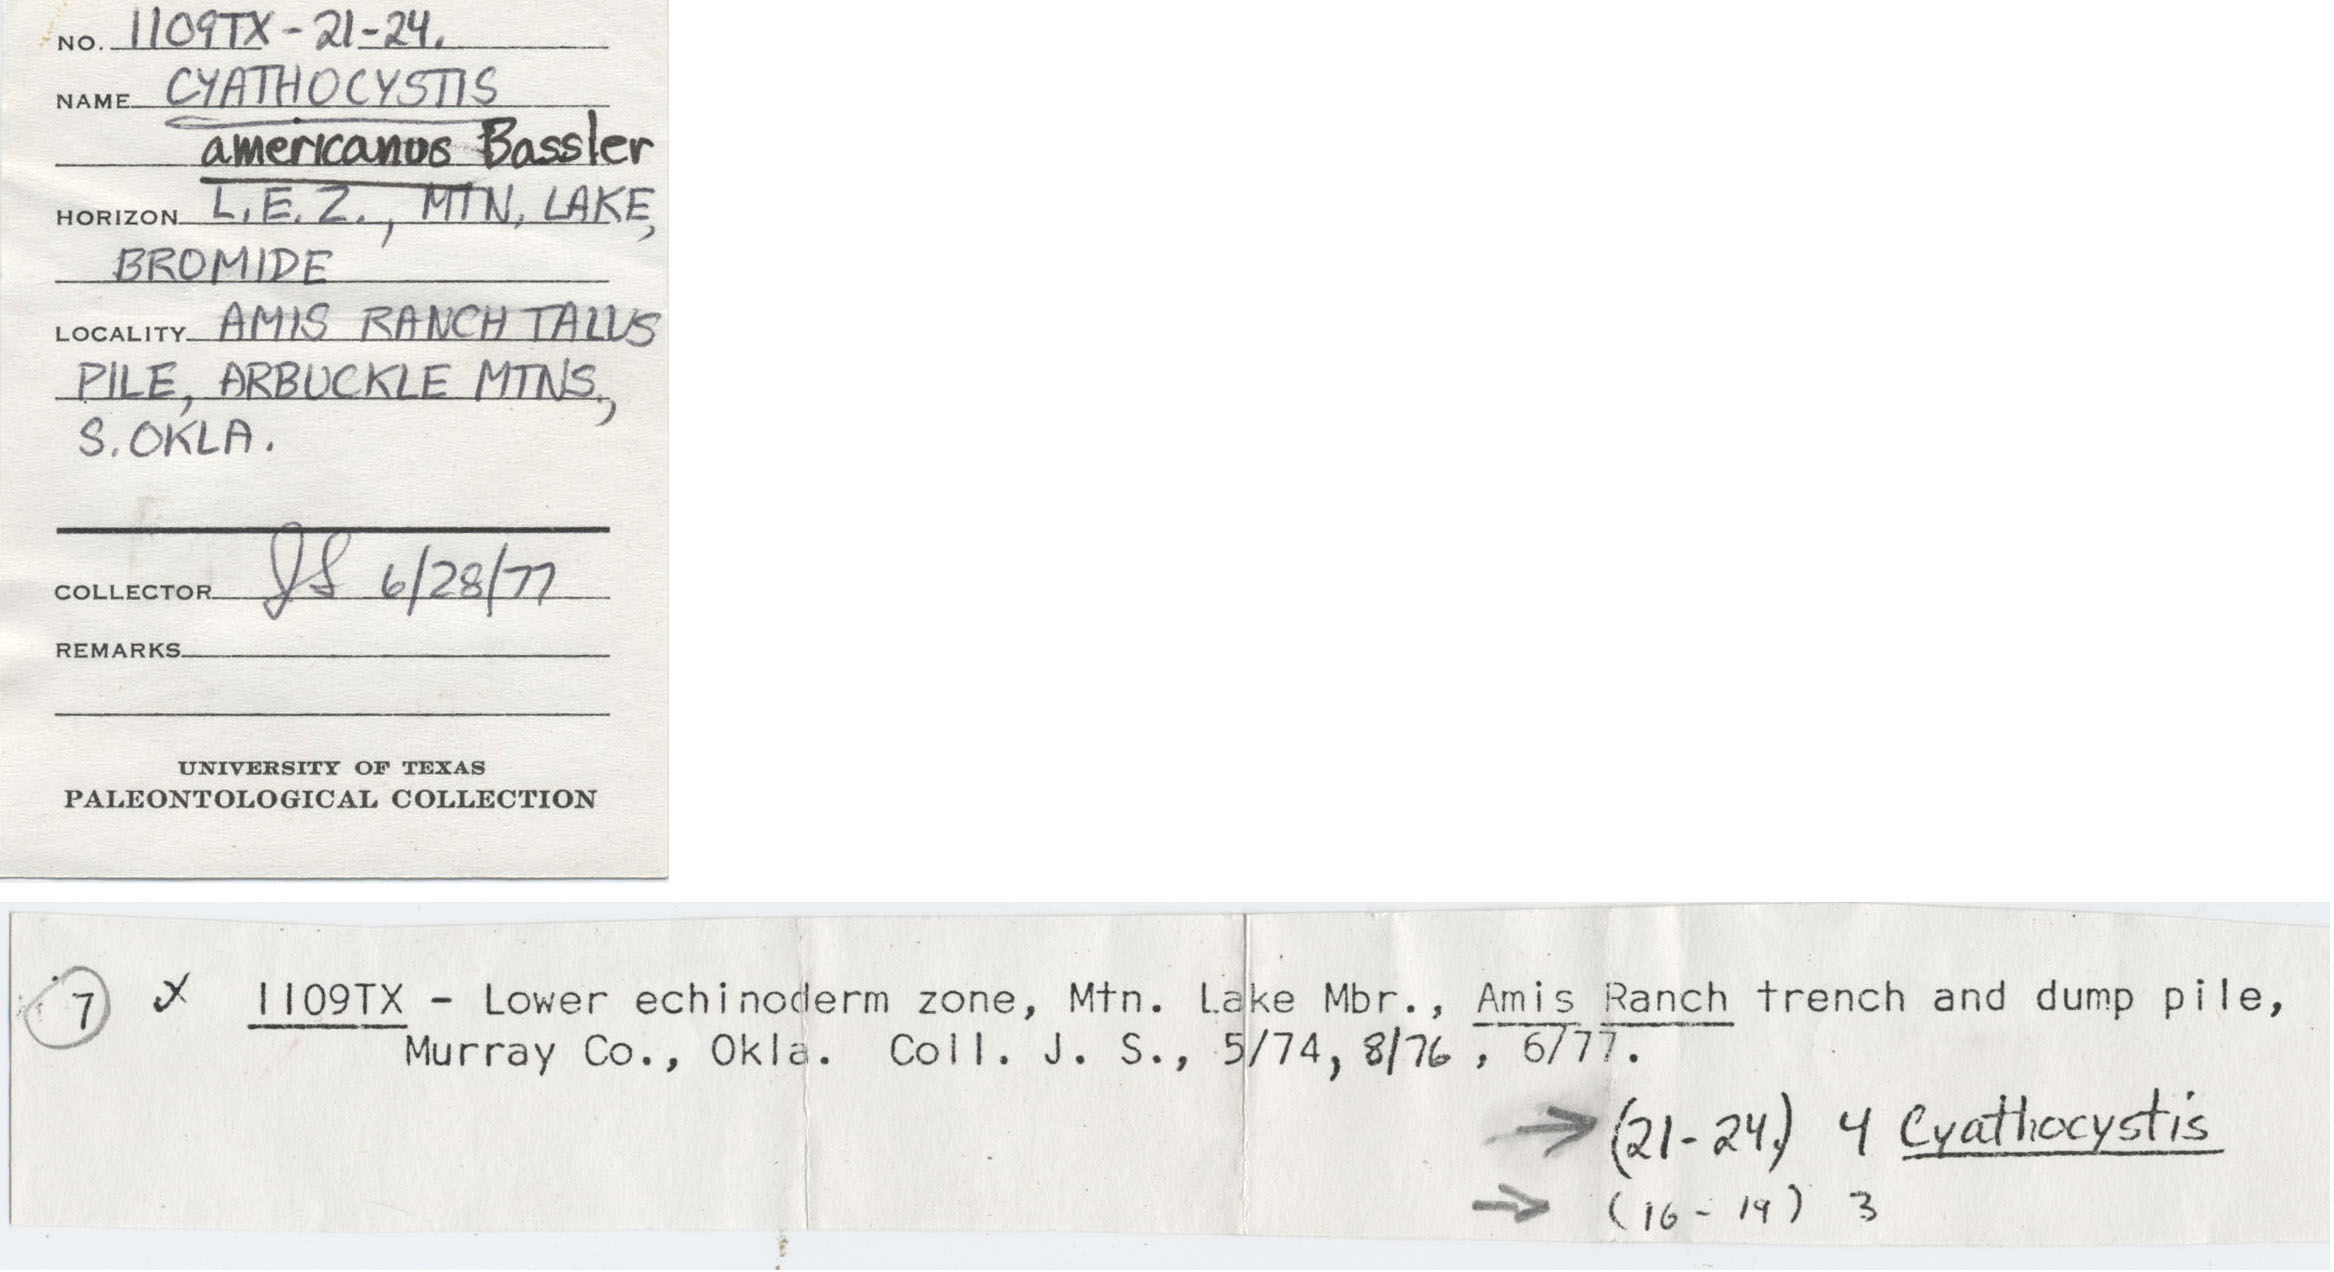 NO. 1109TX-21-24.
NAME CYATHOCYSTIS
americanus Bassler
HORIZON L.E.Z., MTN. LAKE,
BROMIDE
LOCALITY AMIS RANCH TALUS
PILE, ARBUCKLE MTNS.,
S. OKLA.
COLLECTOR JS 6/28/77
REMARKS
UNIVERSITY OF TEXAS
PALEONTOLOGICAL COLLECTION
7 x 1109TX - Lower echinoderm zone, Mtn. Lake Mbr., Amis Ranch trench and dump pile,
Murray Co., Okla. Coll. J. S., 5/74, 8/76, 6/77.
→ (21-24) 4 Cyathocystis
→ (16-19) 3